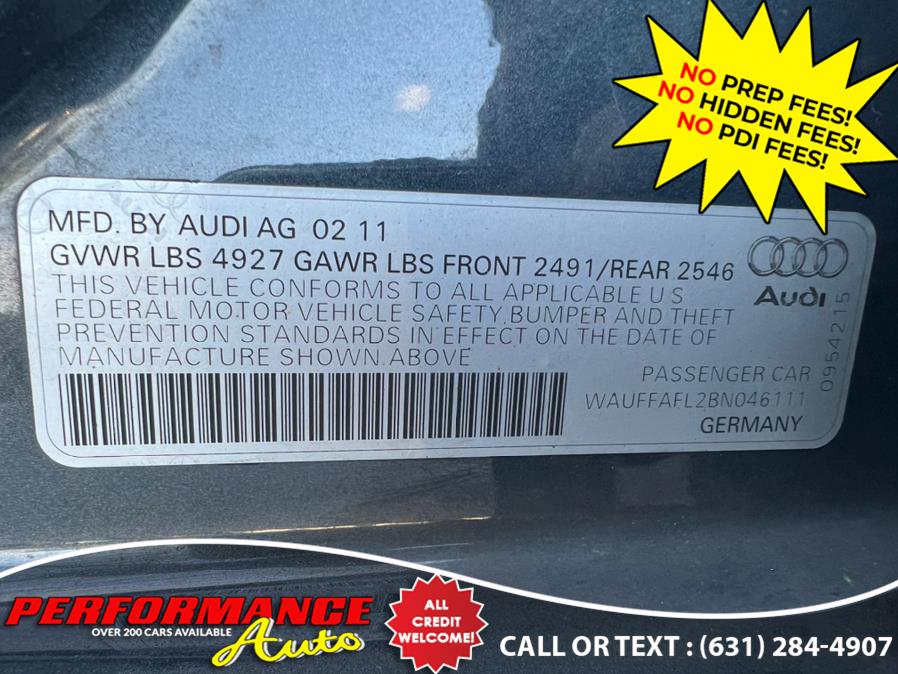 NO PREP FEES!
NO HIDDEN FEES!
NO PDI FEES!
MFD. BY AUDI AG 02 11
GVWR LBS 4927 GAWR LBS FRONT 2491/REAR 2546
THIS VEHICLE CONFORMS TO ALL APPLICABLE U S
FEDERAL MOTOR VEHICLE SAFETY, BUMPER AND THEFT
PREVENTION STANDARDS IN EFFECT ON THE DATE OF
MANUFACTURE SHOWN ABOVE
Audi
0954215
PASSENGER CAR
WAUFFAFL2BN046111
GERMANY
PERFORMANCE
OVER 200 CARS AVAILABLE
Auto
ALL
CREDIT
WELCOME!
CALL OR TEXT : (631) 284-4907